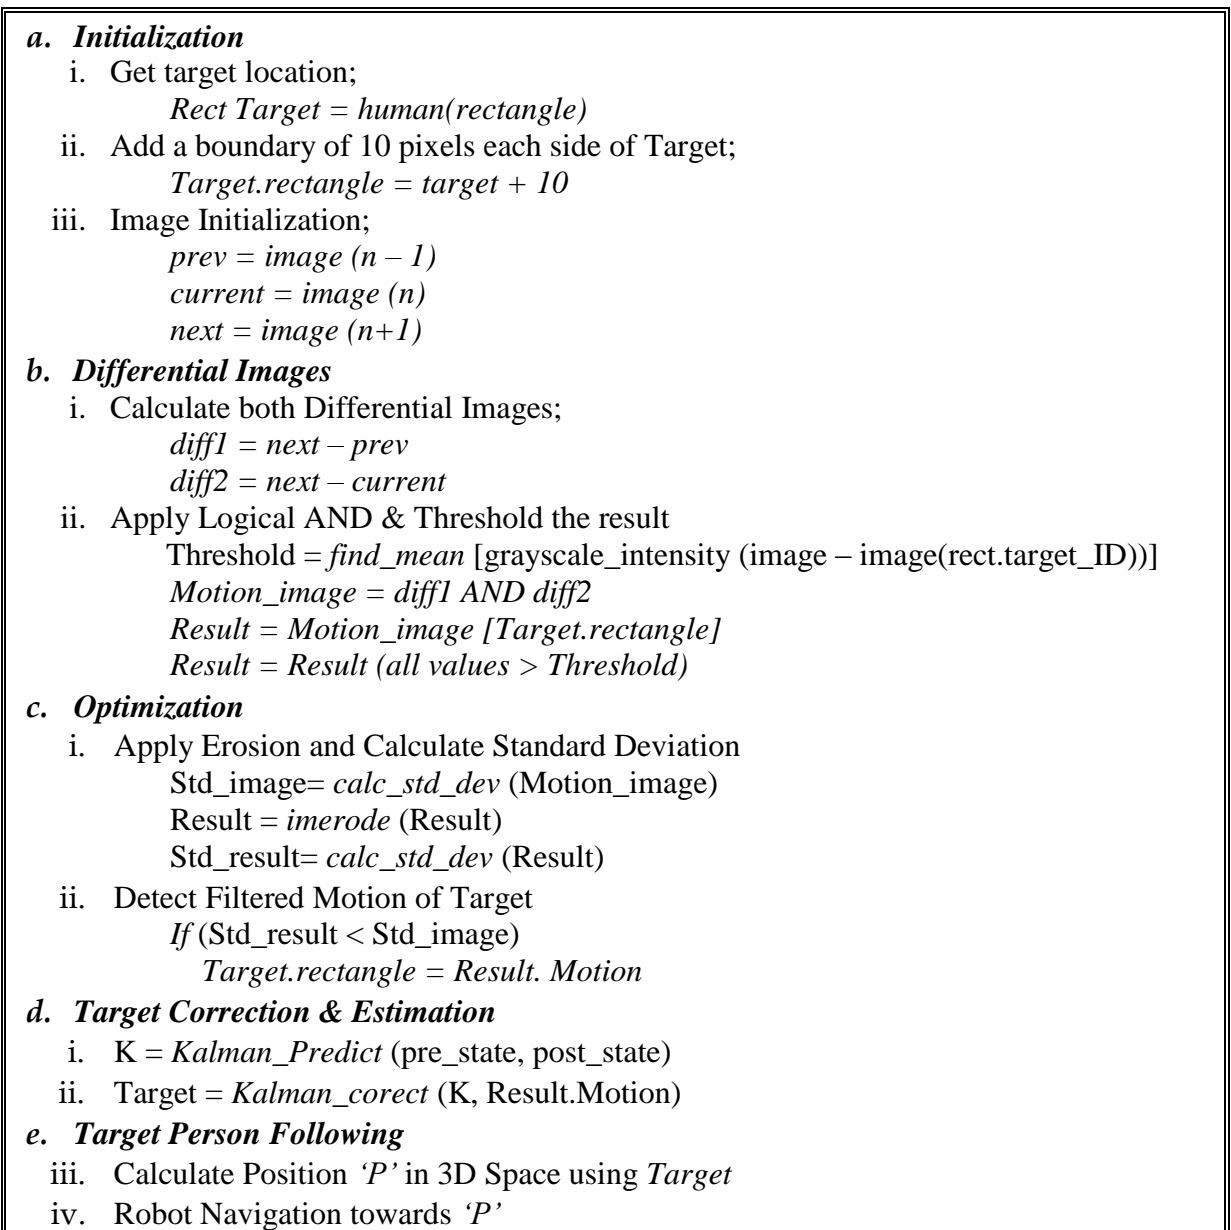 a. Initialization
i. Get target location;
Rect Target = human(rectangle)
ii. Add a boundary of 10 pixels each side of Target;
Target.rectangle = target + 10
iii. Image Initialization;
prev = image (n – 1)
current = image (n)
next = image (n+1)
b. Differential Images
i. Calculate both Differential Images;
diff1 = next – prev
diff2 = next – current
ii. Apply Logical AND & Threshold the result
Threshold = find_mean [grayscale_intensity (image – image(rect.target_ID))]
Motion_image = diff1 AND diff2
Result = Motion_image [Target.rectangle]
Result = Result (all values > Threshold)
c. Optimization
i. Apply Erosion and Calculate Standard Deviation
Std_image= calc_std_dev (Motion_image)
Result = imerode (Result)
Std_result= calc_std_dev (Result)
ii. Detect Filtered Motion of Target
If (Std_result < Std_image)
Target.rectangle = Result. Motion
d. Target Correction & Estimation
i. K = Kalman_Predict (pre_state, post_state)
ii. Target = Kalman_corect (K, Result.Motion)
e. Target Person Following
iii. Calculate Position ‘P’ in 3D Space using Target
iv. Robot Navigation towards ‘P’